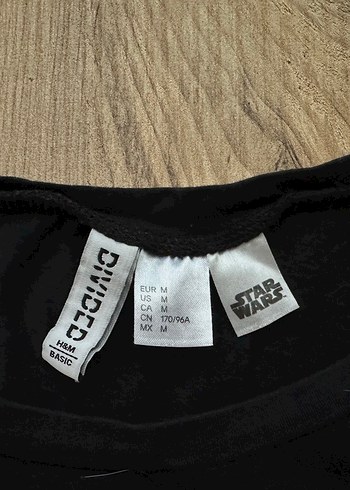 DIVIDED
H&M
BASIC
EUR M
US M
CA M
CN 170/96A
MX M
STAR
WARS